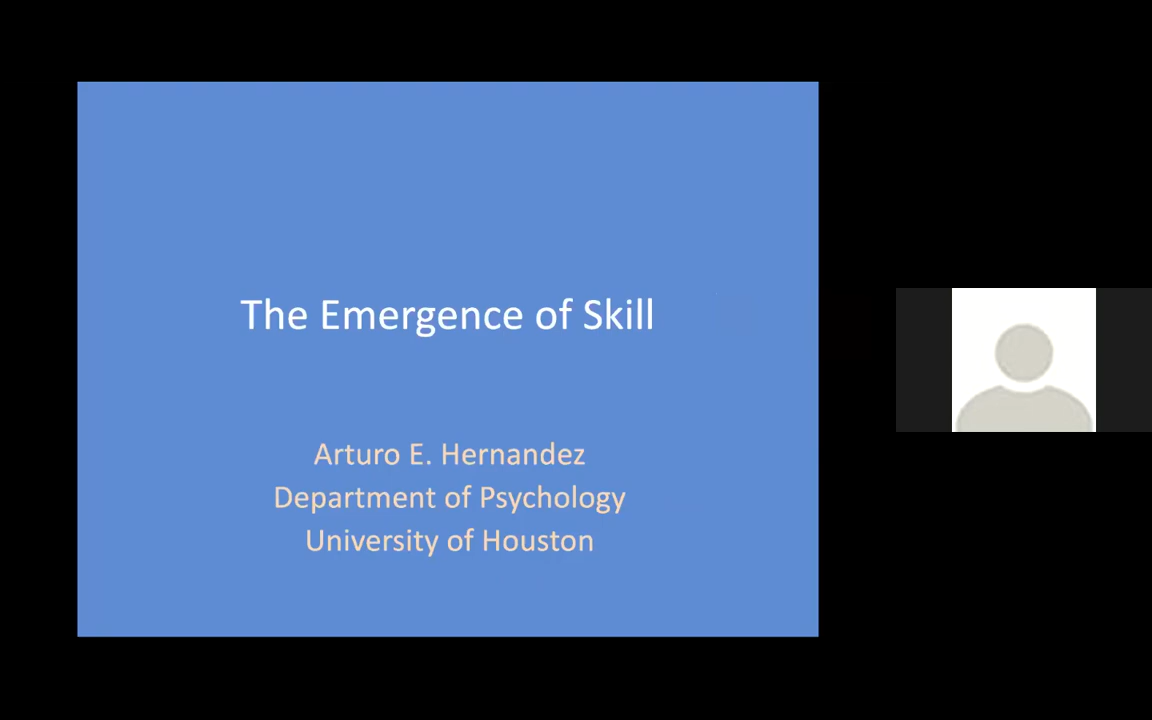 The Emergence of Skill
Arturo E. Hernandez
Department of Psychology
University of Houston